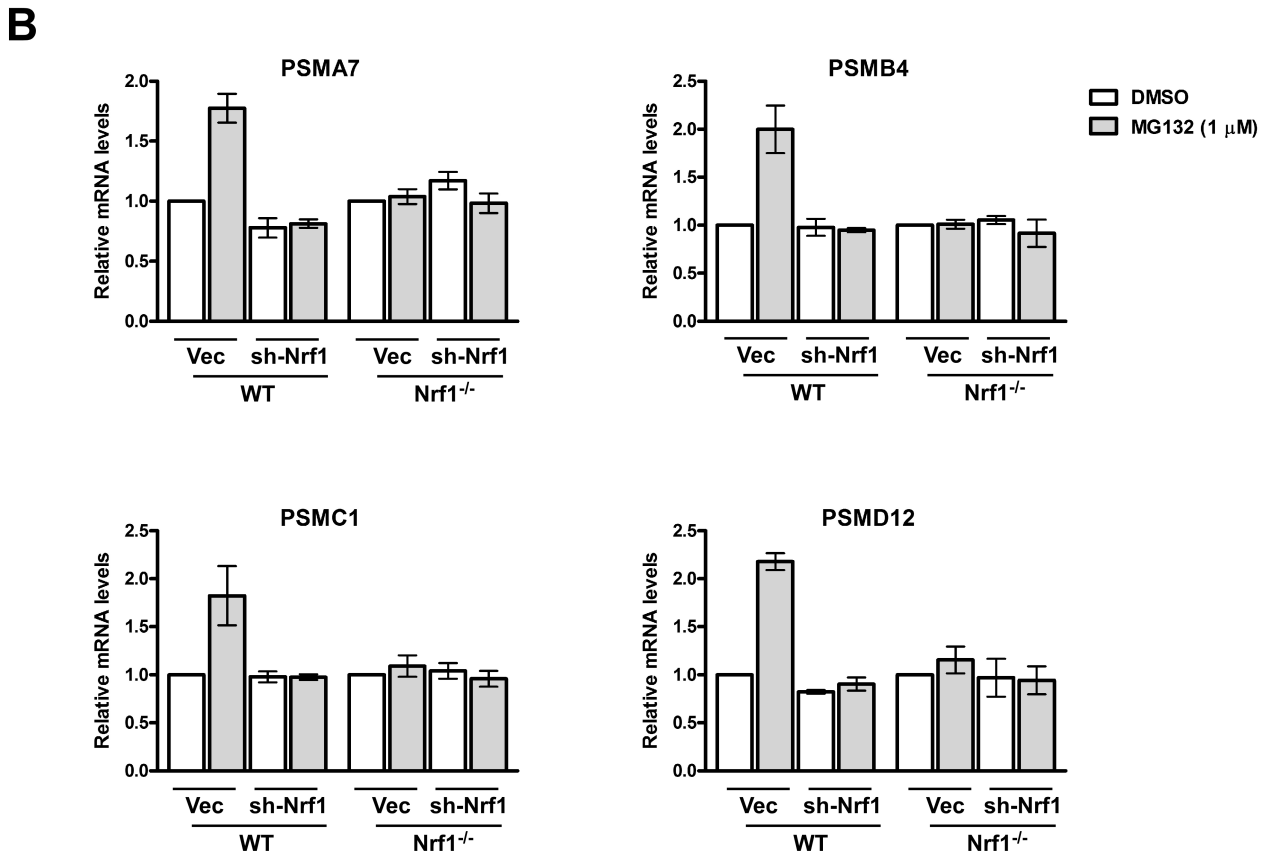 B
PSMA7
Relative mRNA levels
2.0
1.5
1.0
0.5
0.0
Vec sh-Nrf1 Vec sh-Nrf1
WT Nrf1-/-
PSMB4
Relative mRNA levels
2.5
2.0
1.5
1.0
0.5
0.0
Vec sh-Nrf1 Vec sh-Nrf1
WT Nrf1-/-
DMSO
MG132 (1 μM)
PSMC1
Relative mRNA levels
2.5
2.0
1.5
1.0
0.5
0.0
Vec sh-Nrf1 Vec sh-Nrf1
WT Nrf1-/-
PSMD12
Relative mRNA levels
2.5
2.0
1.5
1.0
0.5
0.0
Vec sh-Nrf1 Vec sh-Nrf1
WT Nrf1-/-